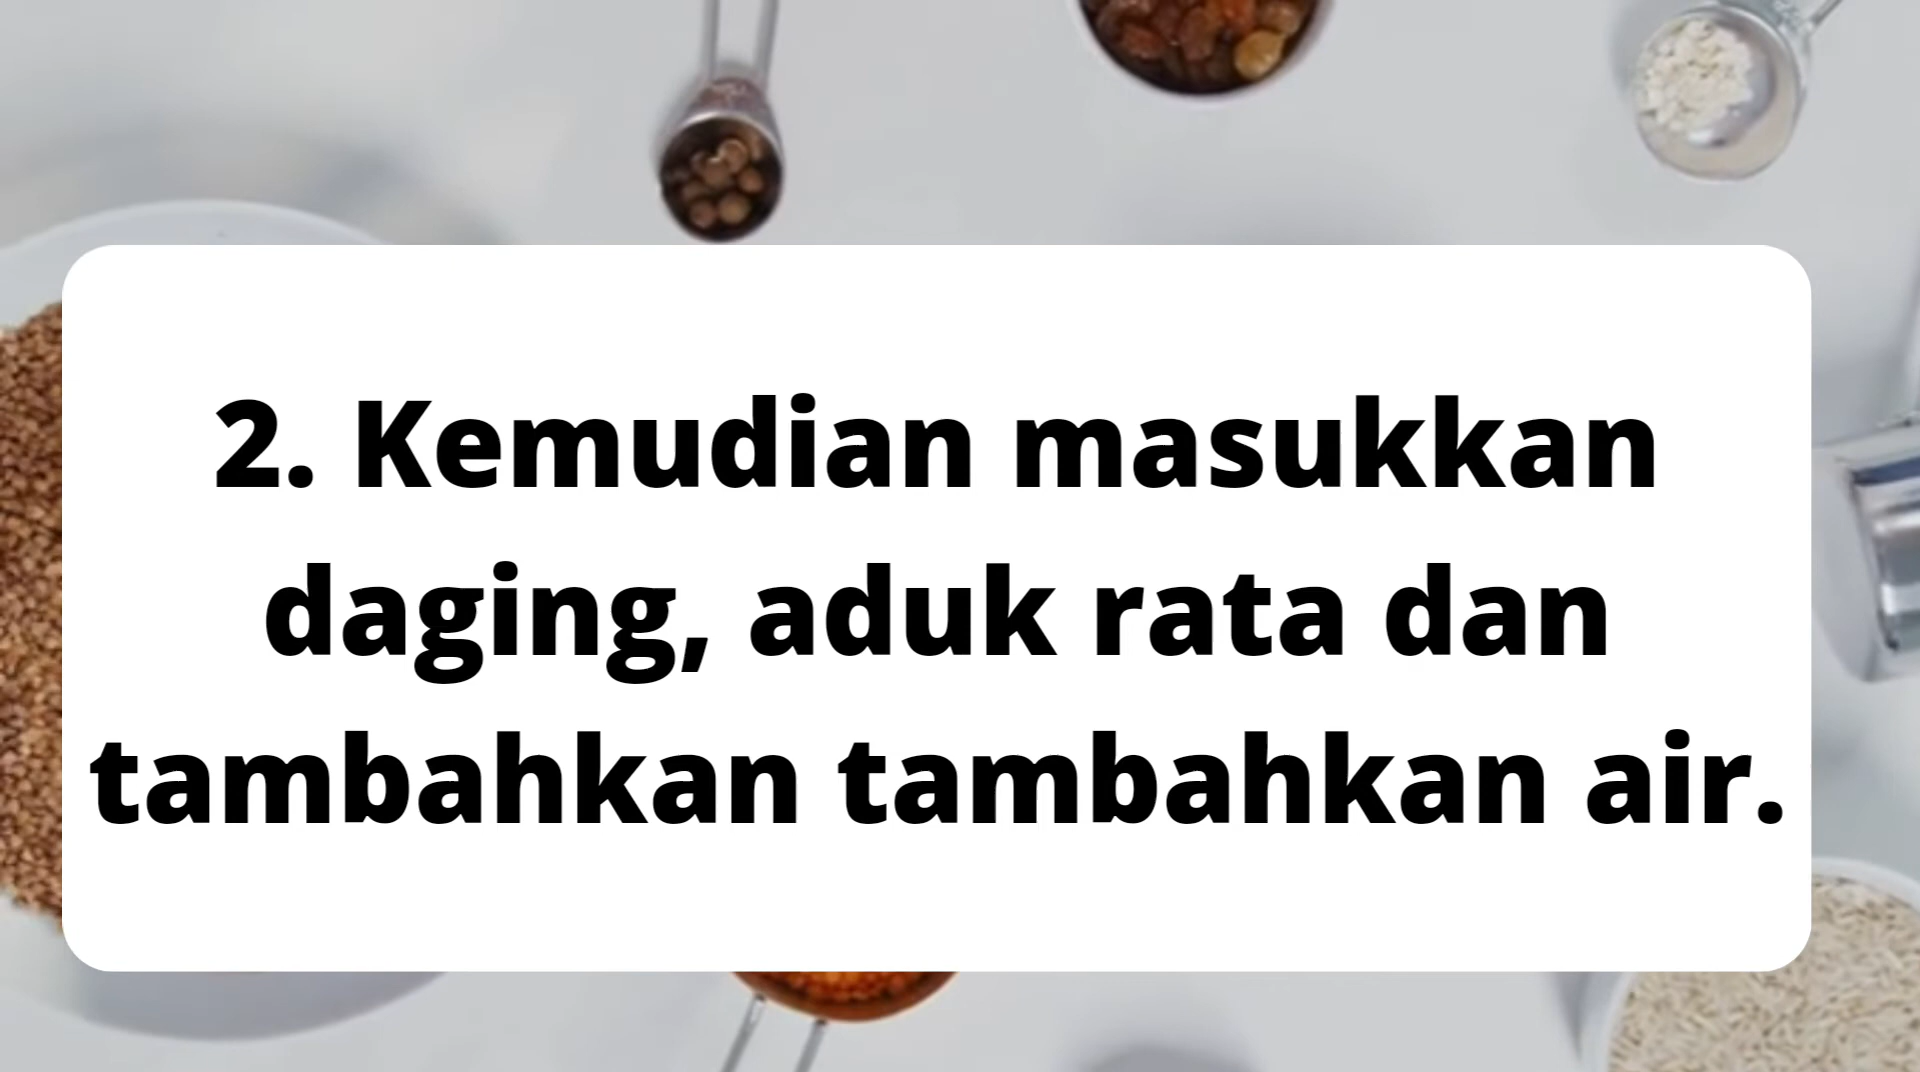 2. Kemudian masukkan
daging, aduk rata dan
tambahkan tambahkan air.